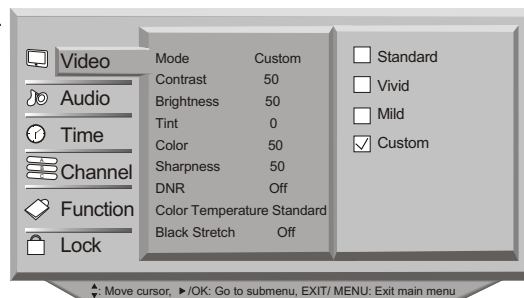 Video
Audio
Time
Channel
Function
Lock
Mode Custom
Contrast 50
Brightness 50
Tint 0
Color 50
Sharpness 50
DNR Off
Color Temperature Standard
Black Stretch Off
Standard
Vivid
Mild
Custom
: Move cursor, ►/OK: Go to submenu, EXIT/ MENU: Exit main menu